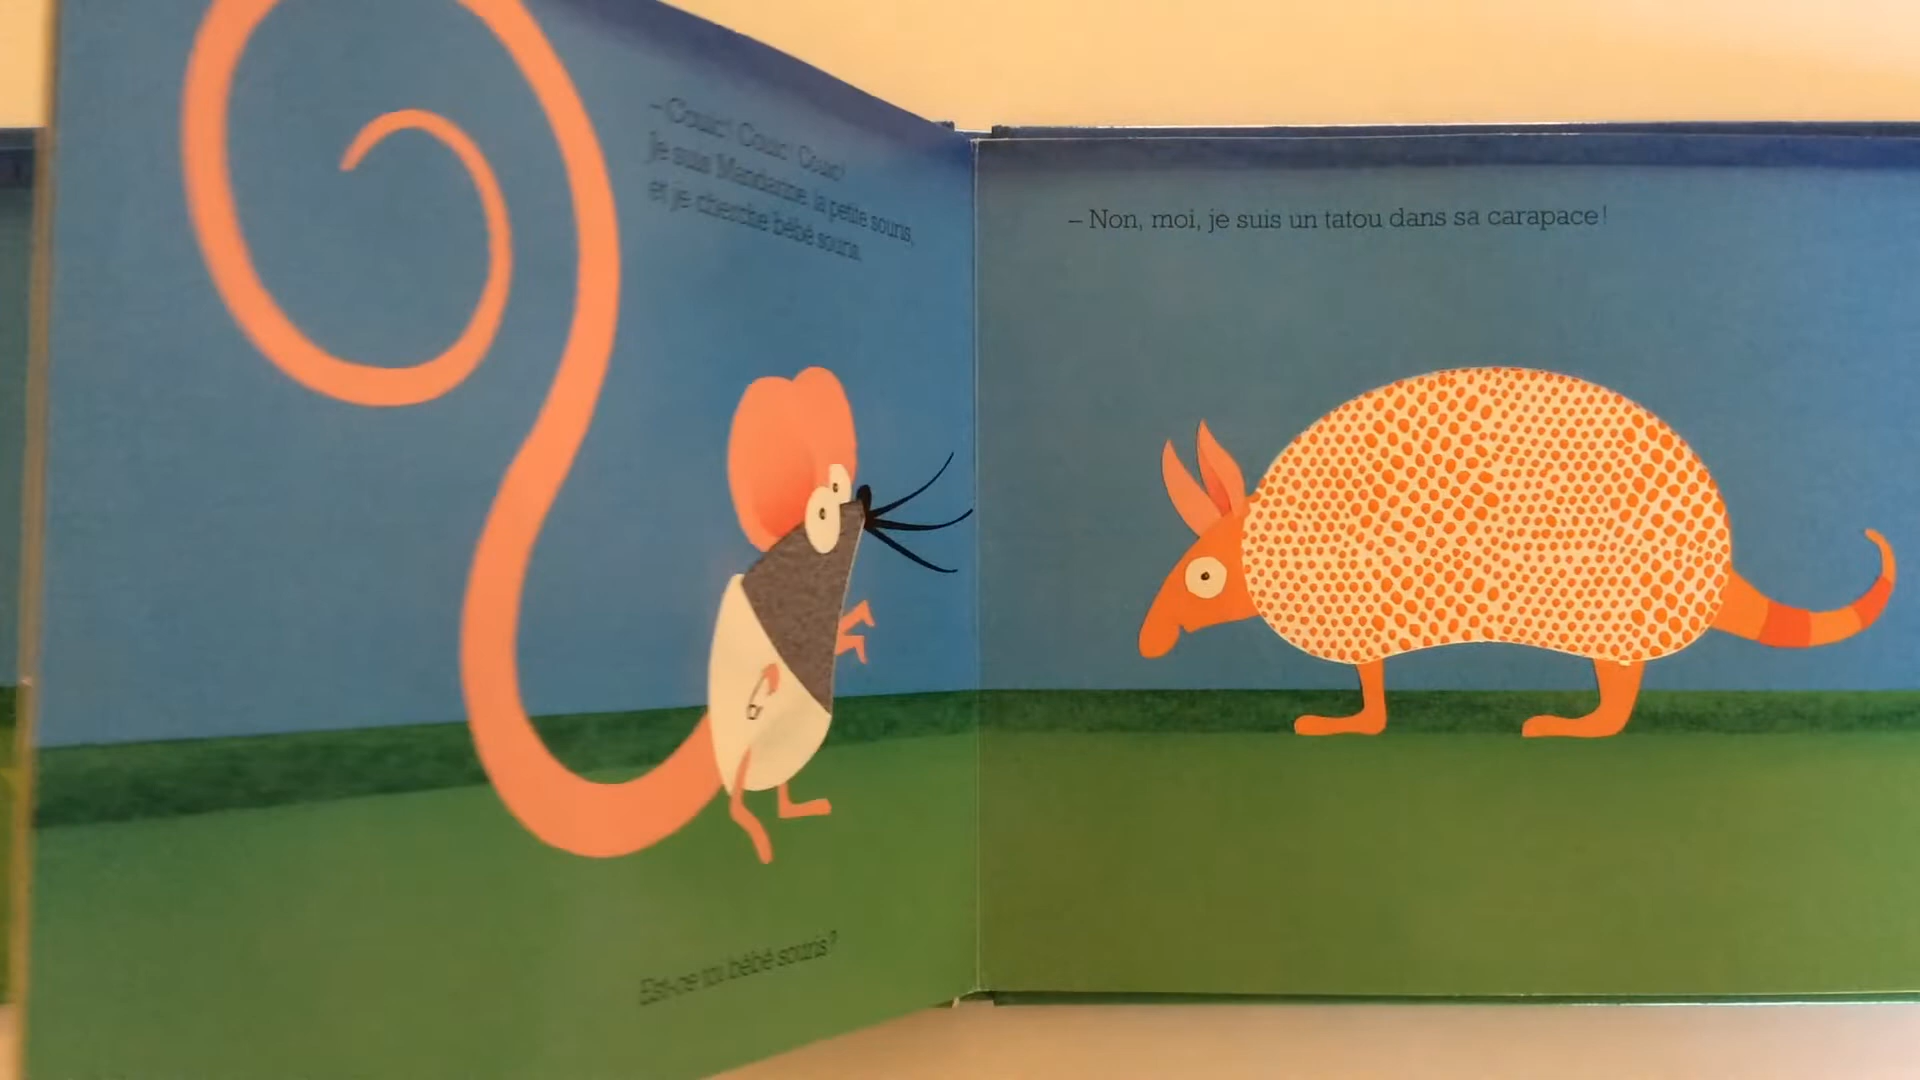 – Couic! Couic! Couic!
Je suis Mandarine, la petite souris,
et je cherche bébé souris.
Est-ce toi bébé souris?
– Non, moi, je suis un tatou dans sa carapace!